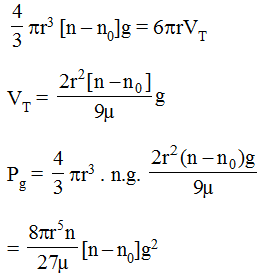 4/3 πr³ [n – n₀]g = 6πrV_T
V_T = 2r²[n – n₀]/9μ g
P_g = 4/3 πr³ . n.g. 2r²(n – n₀)g/9μ
= 8πr⁵n/27μ [n – n₀]g²